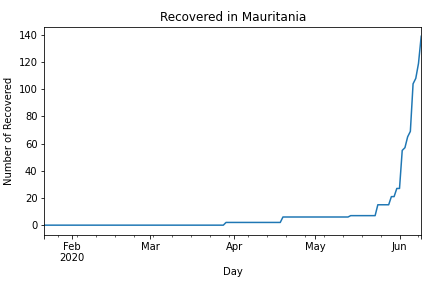 Recovered in Mauritania
Number of Recovered
140
120
100
80
60
40
20
0
Feb
2020
Mar
Apr
May
Jun
Day